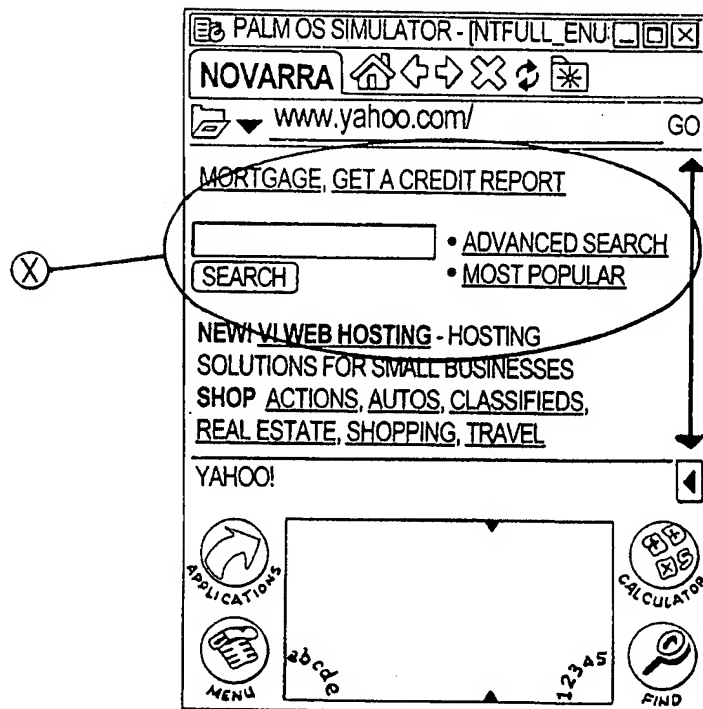 PALM OS SIMULATOR - [NTFULL_ENU
NOVARRA
www.yahoo.com/ GO
MORTGAGE, GET A CREDIT REPORT
• ADVANCED SEARCH
SEARCH • MOST POPULAR
X
NEW! VI WEB HOSTING - HOSTING
SOLUTIONS FOR SMALL BUSINESSES
SHOP ACTIONS, AUTOS, CLASSIFIEDS,
REAL ESTATE, SHOPPING, TRAVEL
YAHOO!
APPLICATIONS CALCULATOR
abcde 12345
MENU FIND